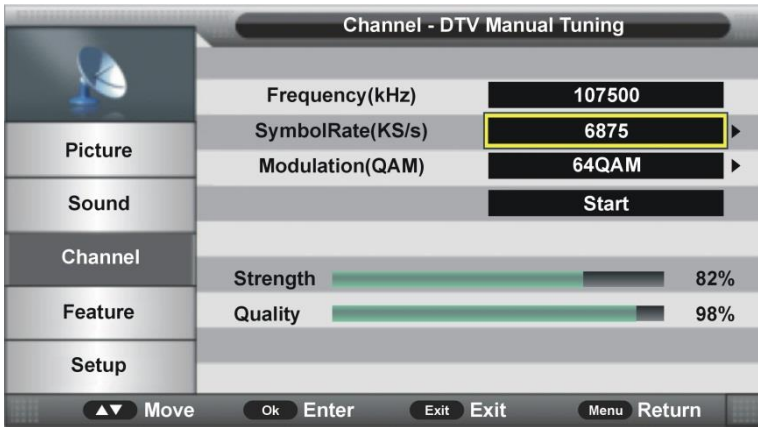 Channel - DTV Manual Tuning
Frequency(kHz) 107500
SymbolRate(KS/s) 6875
Modulation(QAM) 64QAM
Start
Strength 82%
Quality 98%
Picture
Sound
Channel
Feature
Setup
▲▼ Move Ok Enter Exit Exit Menu Return